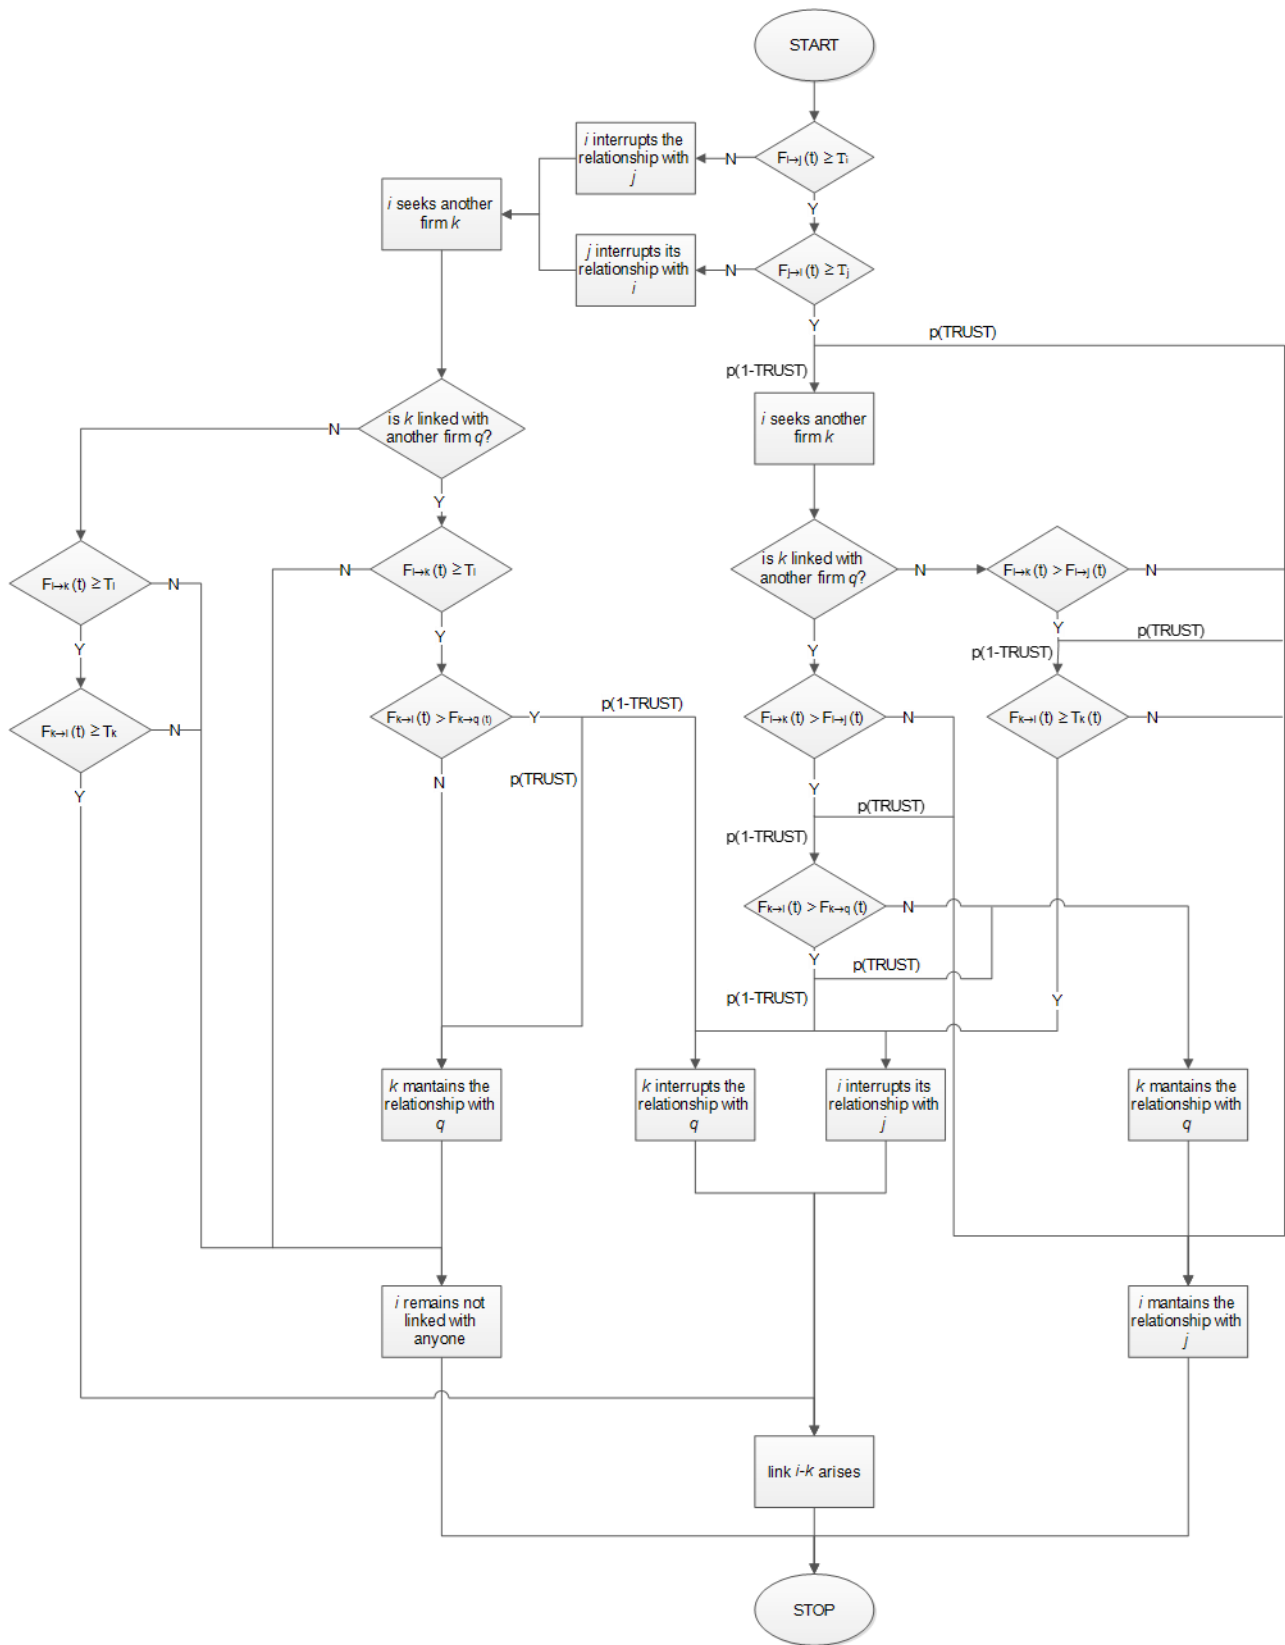 START
i interrupts the
relationship with
j
N
Fi→j (t) ≥ Ti
Y
i seeks another
firm k
j interrupts its
relationship with
i
N
Fj→i (t) ≥ Tj
Y
p(TRUST)
p(1-TRUST)
i seeks another
firm k
is k linked with
another firm q?
N
Y
is k linked with
another firm q?
N
Y
Fi→k (t) > Fi→j (t)
N
Y
p(TRUST)
p(1-TRUST)
Fi→k (t) ≥ Ti
N
Y
Fi→k (t) ≥ Ti
N
Y
Fk→i (t) ≥ Tk
N
Y
Fk→i (t) > Fk→q (t)
Y
N
p(1-TRUST)
p(TRUST)
Fi→k (t) > Fi→j (t)
N
Y
p(TRUST)
p(1-TRUST)
Fk→i (t) ≥ Tk (t)
N
Y
Fk→i (t) > Fk→q (t)
N
Y
p(TRUST)
p(1-TRUST)
k mantains the
relationship with
q
k interrupts the
relationship with
q
i interrupts its
relationship with
j
k mantains the
relationship with
q
i remains not
linked with
anyone
i mantains the
relationship with
j
link i-k arises
STOP